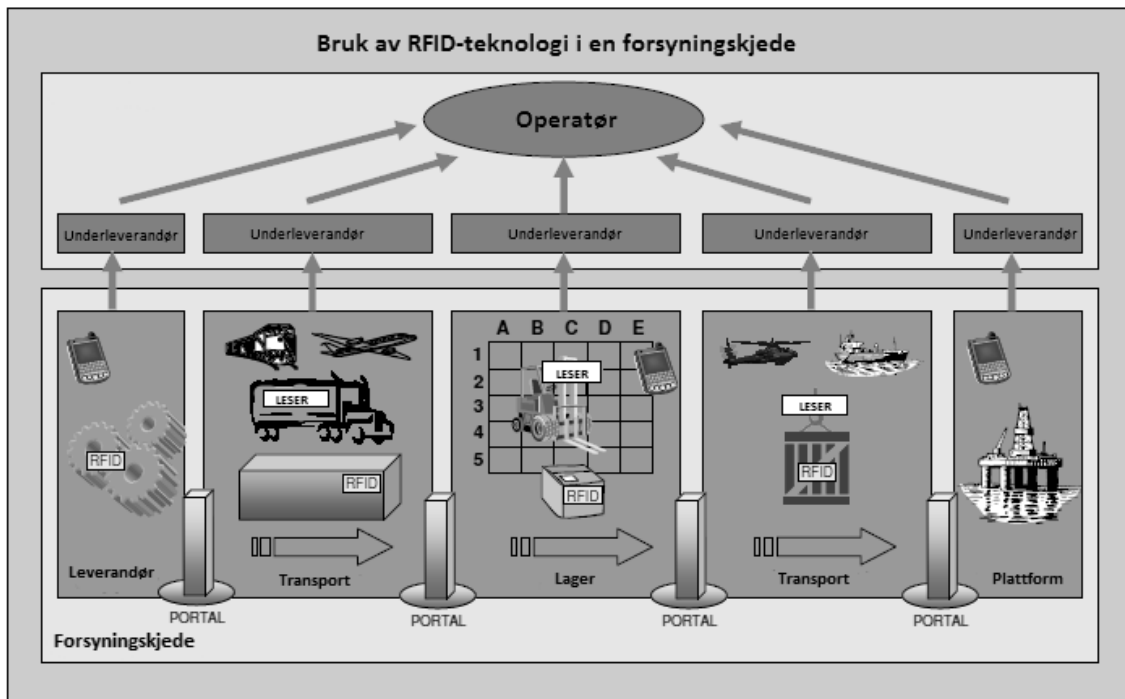 Bruk av RFID-teknologi i en forsyningskjede
Operatør
Underleverandør
Underleverandør
Underleverandør
Underleverandør
Underleverandør
A B C D E
1
2
3
4
5
LESER
LESER
LESER
RFID
RFID
RFID
RFID
Leverandør
Transport
Lager
Transport
Plattform
PORTAL
PORTAL
PORTAL
PORTAL
Forsyningskjede